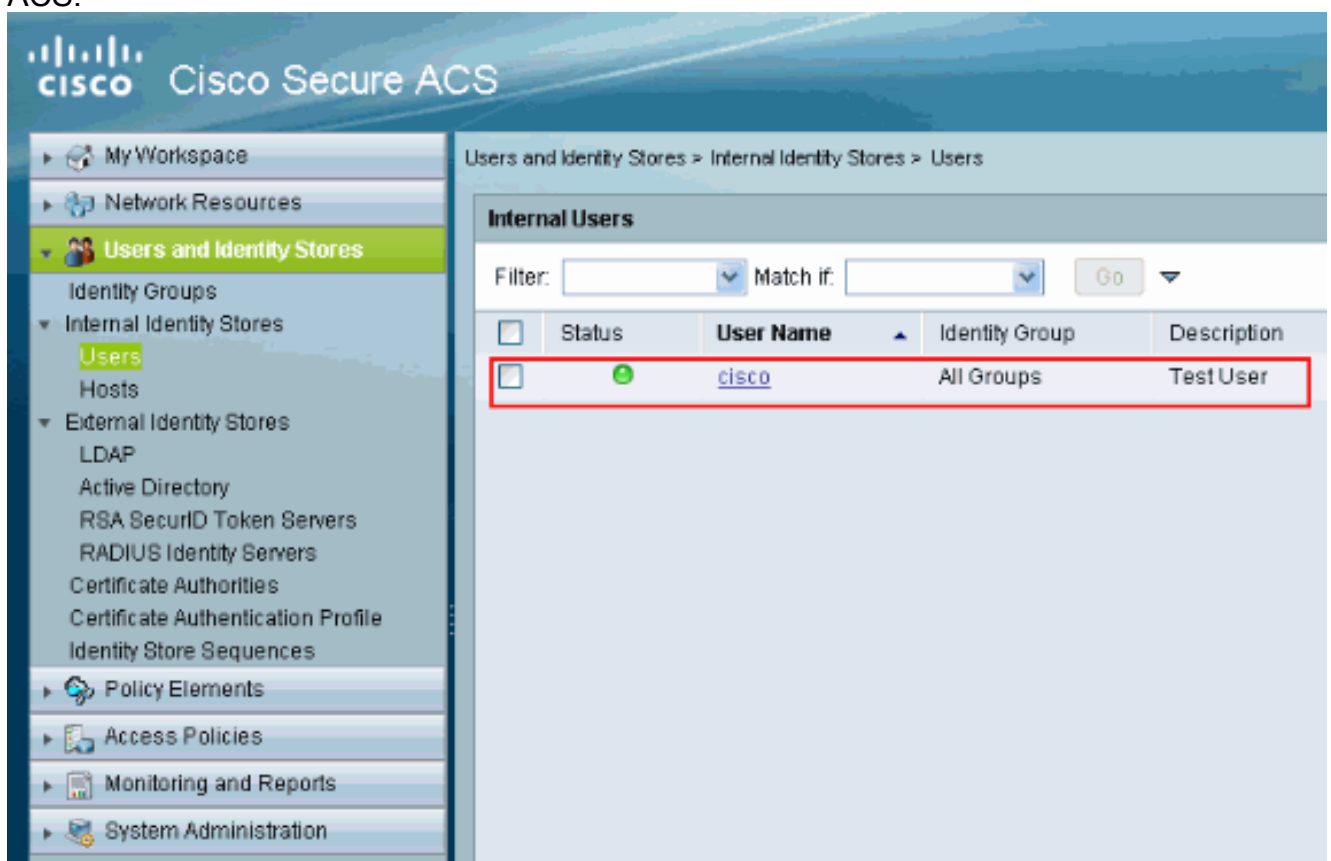 ACS.
CISCO Cisco Secure ACS
My Workspace
Network Resources
Users and Identity Stores
Identity Groups
Internal Identity Stores
Users
Hosts
External Identity Stores
LDAP
Active Directory
RSA SecurID Token Servers
RADIUS Identity Servers
Certificate Authorities
Certificate Authentication Profile
Identity Store Sequences
Policy Elements
Access Policies
Monitoring and Reports
System Administration
Users and Identity Stores > Internal Identity Stores > Users
Internal Users
Filter: Match if: Go
Status User Name Identity Group Description
cisco All Groups Test User